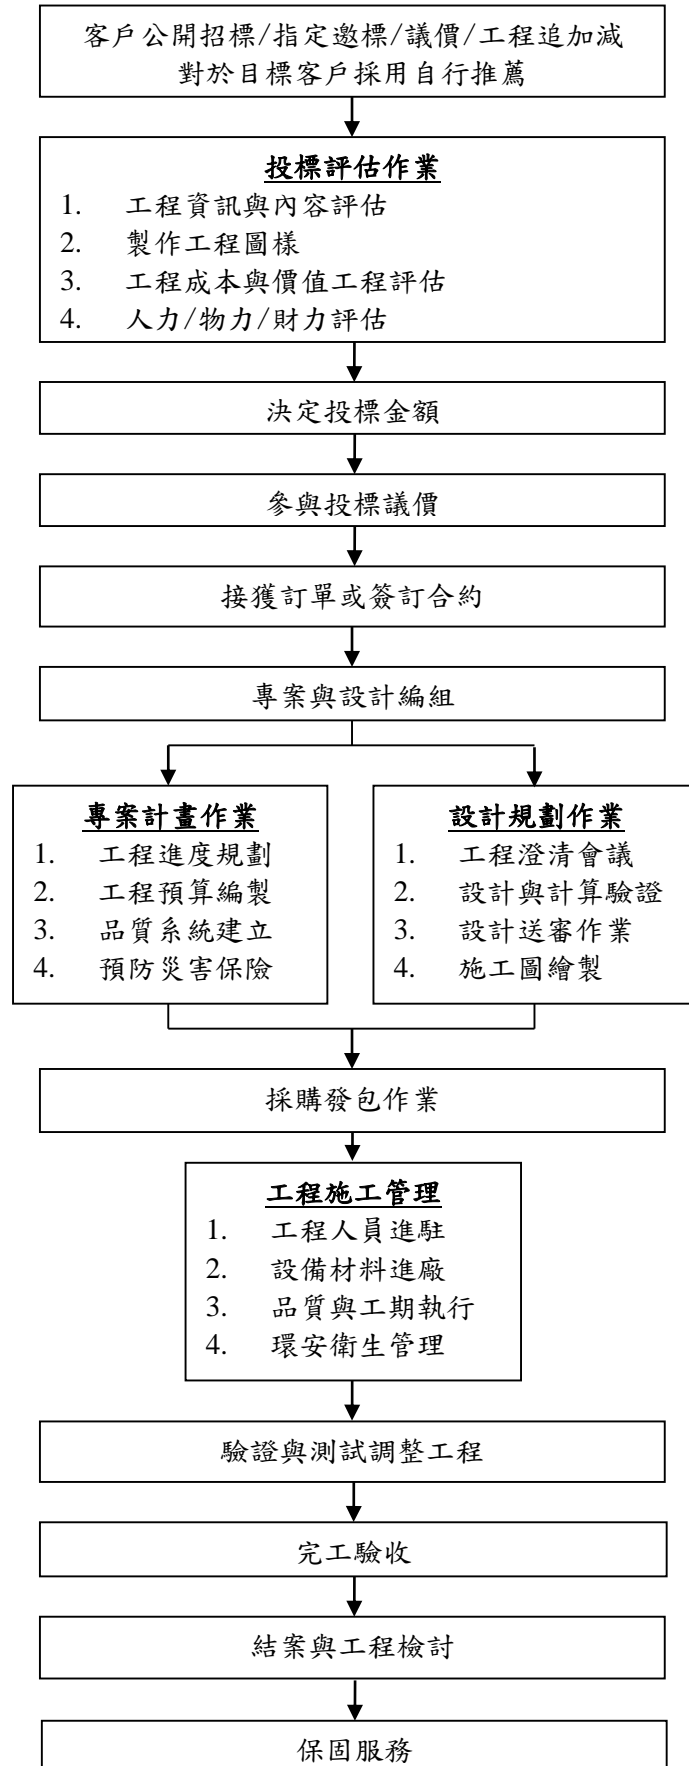 客戶公開招標/指定邀標/議價/工程追加減
對於目標客戶採用自行推薦
投標評估作業
1. 工程資訊與內容評估
2. 製作工程圖樣
3. 工程成本與價值工程評估
4. 人力/物力/財力評估
決定投標金額
參與投標議價
接獲訂單或簽訂合約
專案與設計編組
專案計畫作業
1. 工程進度規劃
2. 工程預算編製
3. 品質系統建立
4. 預防災害保險
設計規劃作業
1. 工程澄清會議
2. 設計與計算驗證
3. 設計送審作業
4. 施工圖繪製
採購發包作業
工程施工管理
1. 工程人員進駐
2. 設備材料進廠
3. 品質與工期執行
4. 環安衛生管理
驗證與測試調整工程
完工驗收
結案與工程檢討
保固服務